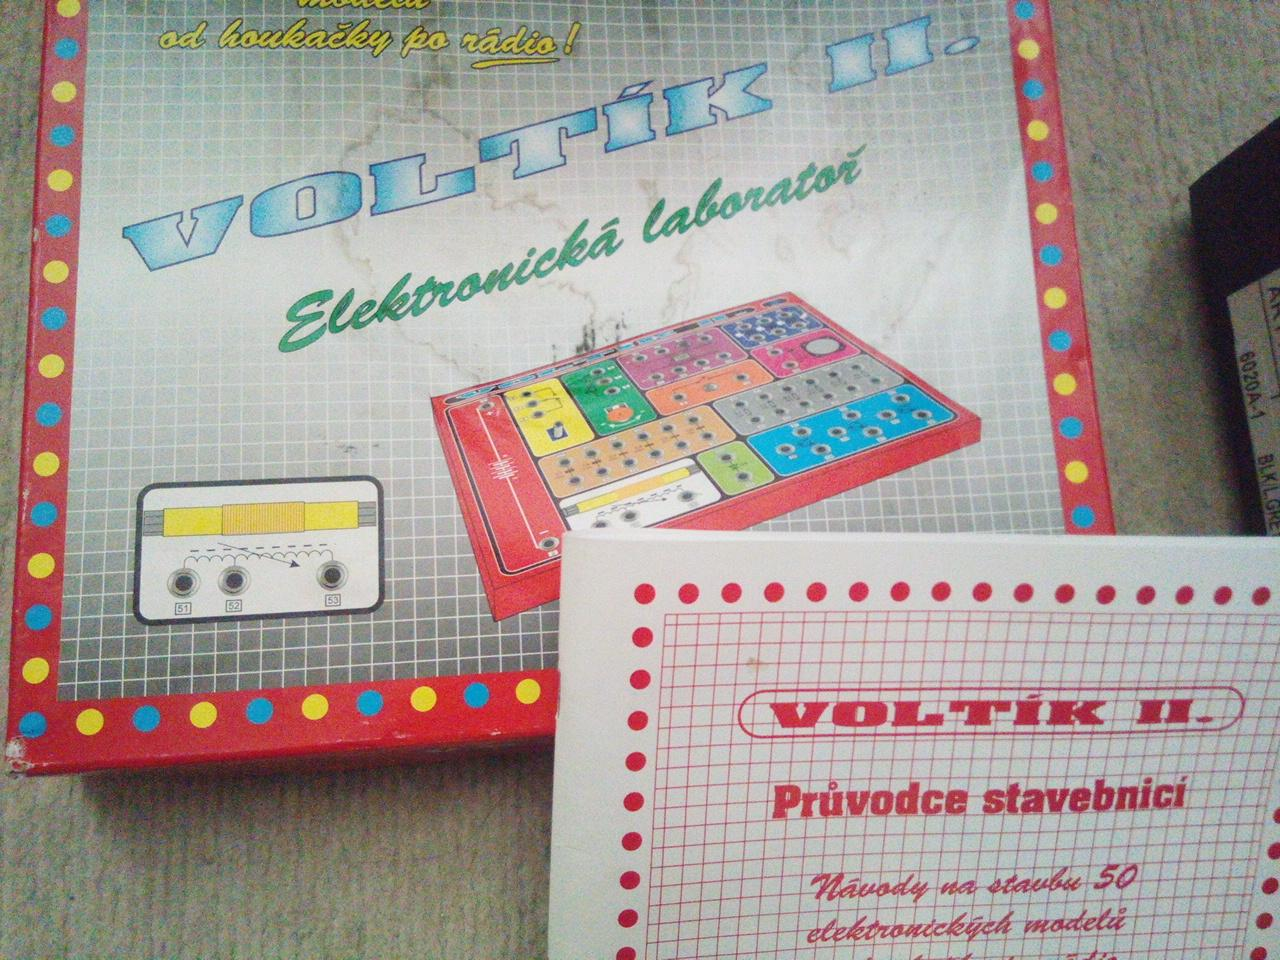 modelů
od houkačky po rádio!
VOLTÍK II.
Elektronická laboratoř
51
52
53
6020A-1
VOLTÍK II.
Průvodce stavebnicí
Návody na stavbu 50
elektronických modelů